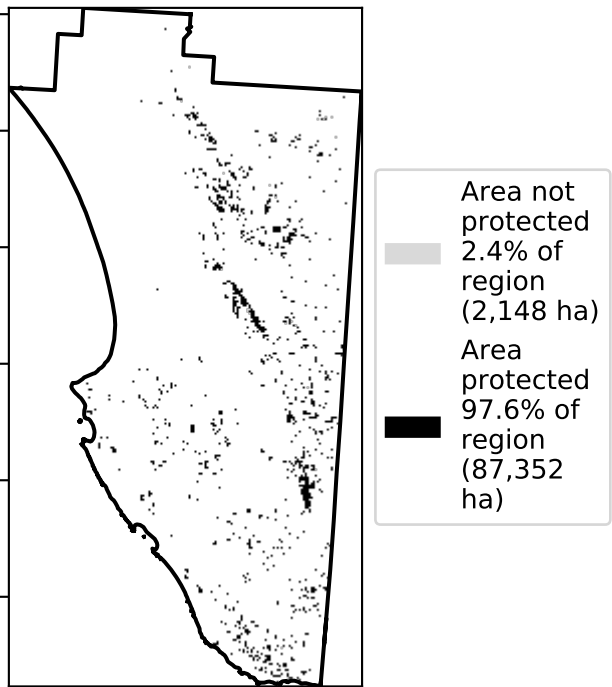 Area not
protected
2.4% of
region
(2,148 ha)
Area
protected
97.6% of
region
(87,352
ha)